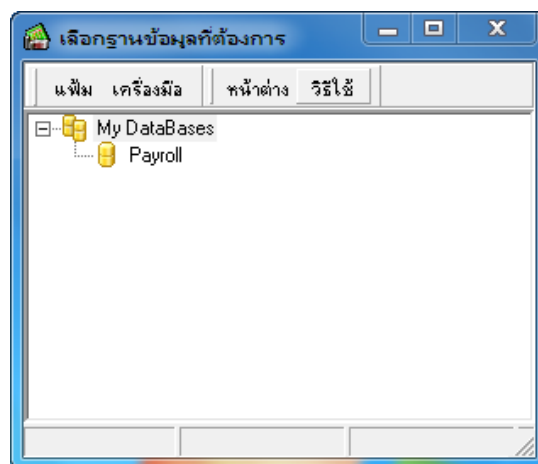 เลือกฐานข้อมูลที่ต้องการ
แฟ้ม เครื่องมือ หน้าต่าง วิธีใช้
My DataBases
Payroll